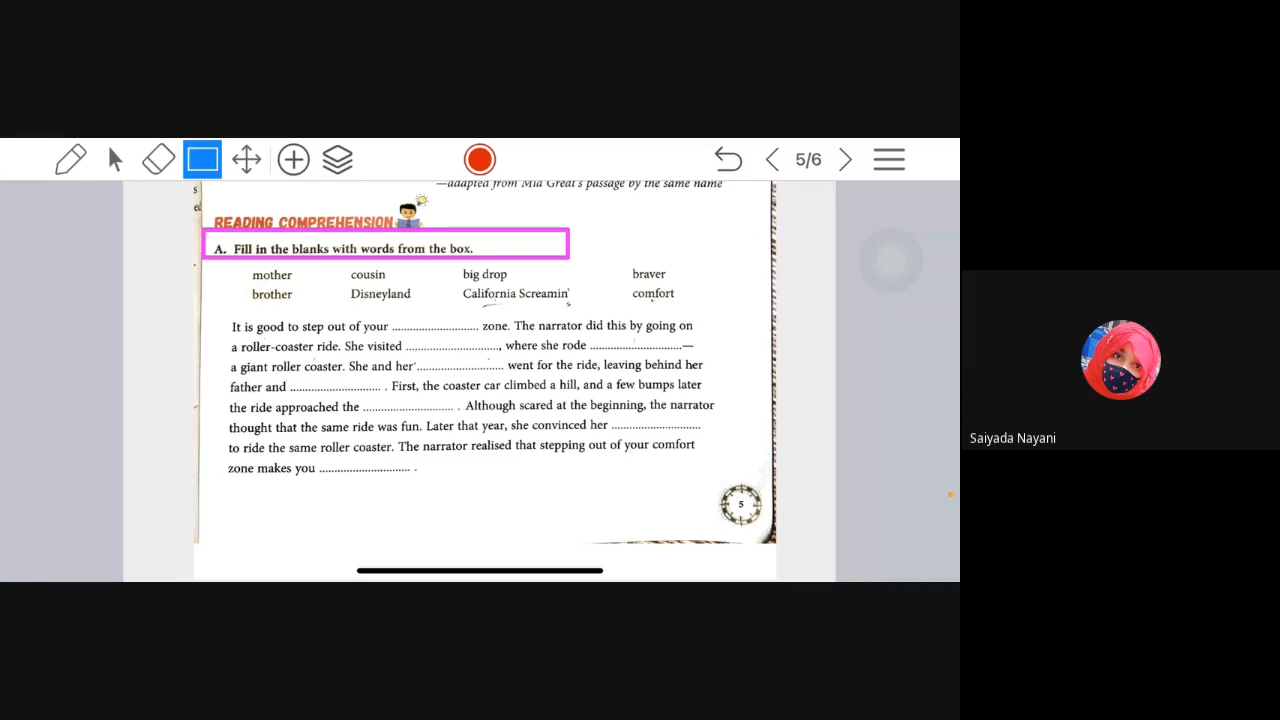 5/6
—adapted from Mia Great's passage by the same name
READING COMPREHENSION
A. Fill in the blanks with words from the box.
mother cousin big drop braver
brother Disneyland California Screamin' comfort
It is good to step out of your ............................ zone. The narrator did this by going on
a roller-coaster ride. She visited ..............................., where she rode ..............................—
a giant roller coaster. She and her ............................ went for the ride, leaving behind her
father and .............................. . First, the coaster car climbed a hill, and a few bumps later
the ride approached the .............................. . Although scared at the beginning, the narrator
thought that the same ride was fun. Later that year, she convinced her .............................
to ride the same roller coaster. The narrator realised that stepping out of your comfort
zone makes you .............................. .
5
Saiyada Nayani